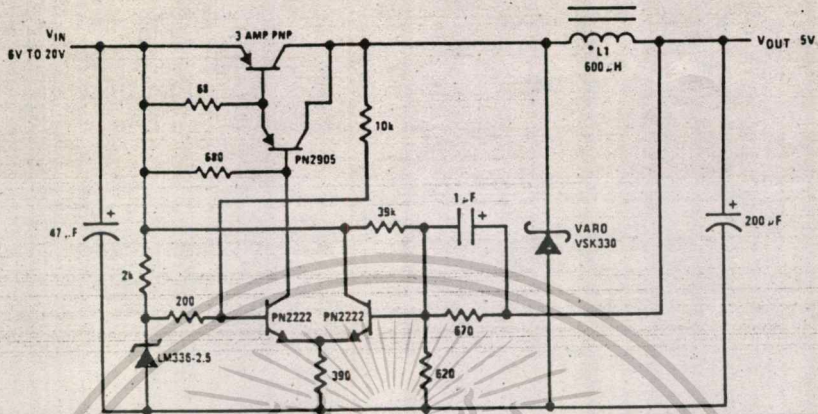 3 AMP PNP
VIN
6V TO 20V
* L1
600 μH
VOUT 5V
68
10k
680
PN2905
1 μF
+
39k
47 μF
+
VARO
VSK330
+
200 μF
2k
200
PN2222
PN2222
670
LM336-2.5
390
620